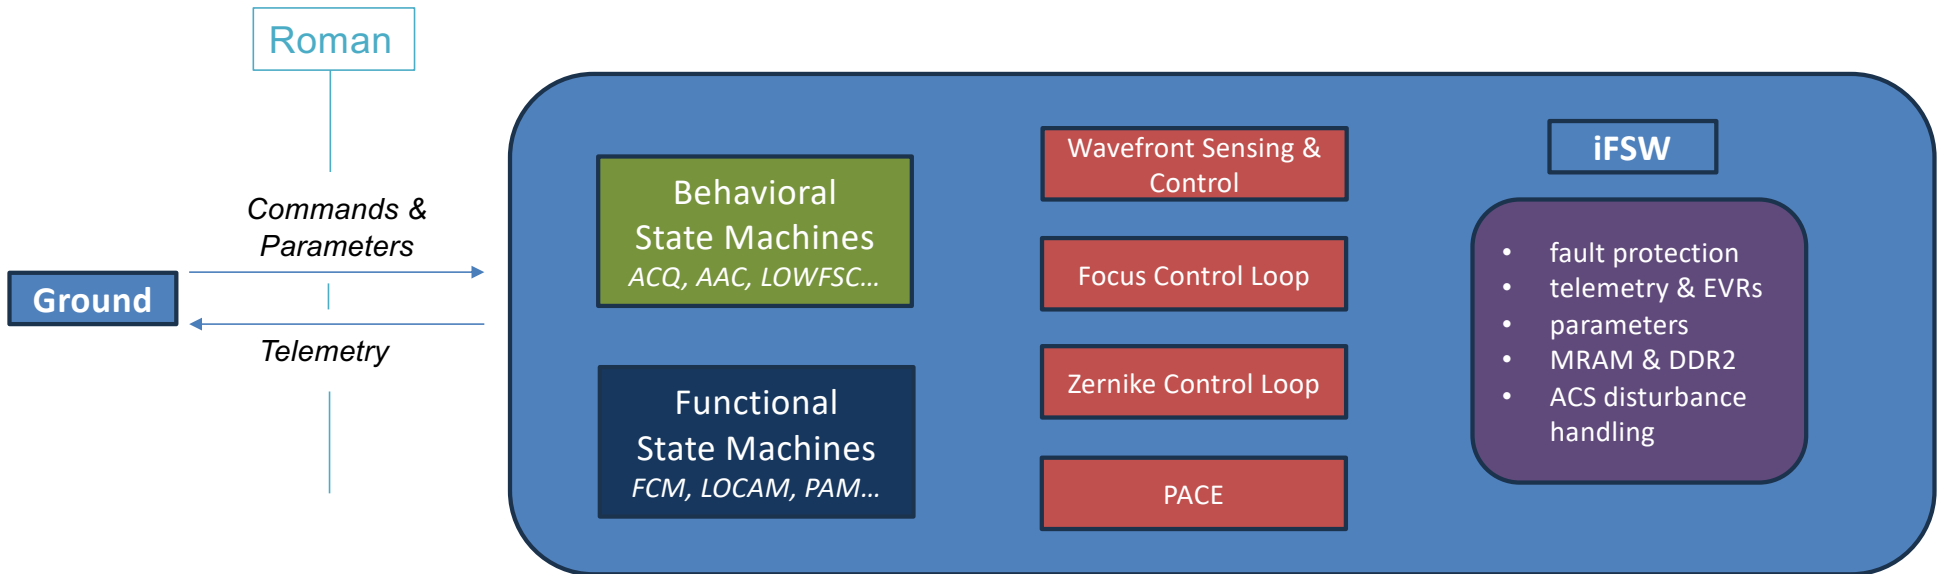 Roman
Commands &
Parameters
Ground
Telemetry
Behavioral
State Machines
ACQ, AAC, LOWFSC...
Functional
State Machines
FCM, LOCAM, PAM...
Wavefront Sensing &
Control
Focus Control Loop
Zernike Control Loop
PACE
iFSW
• fault protection
• telemetry & EVRs
• parameters
• MRAM & DDR2
• ACS disturbance
handling